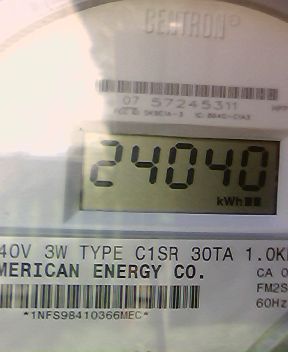 CENTRON®
07 57245311
24040
kWh
40V 3W TYPE C1SR 30TA 1.0K
MERICAN ENERGY CO.
CA 0
FM2S
60Hz
*1NFS98410366MEC*